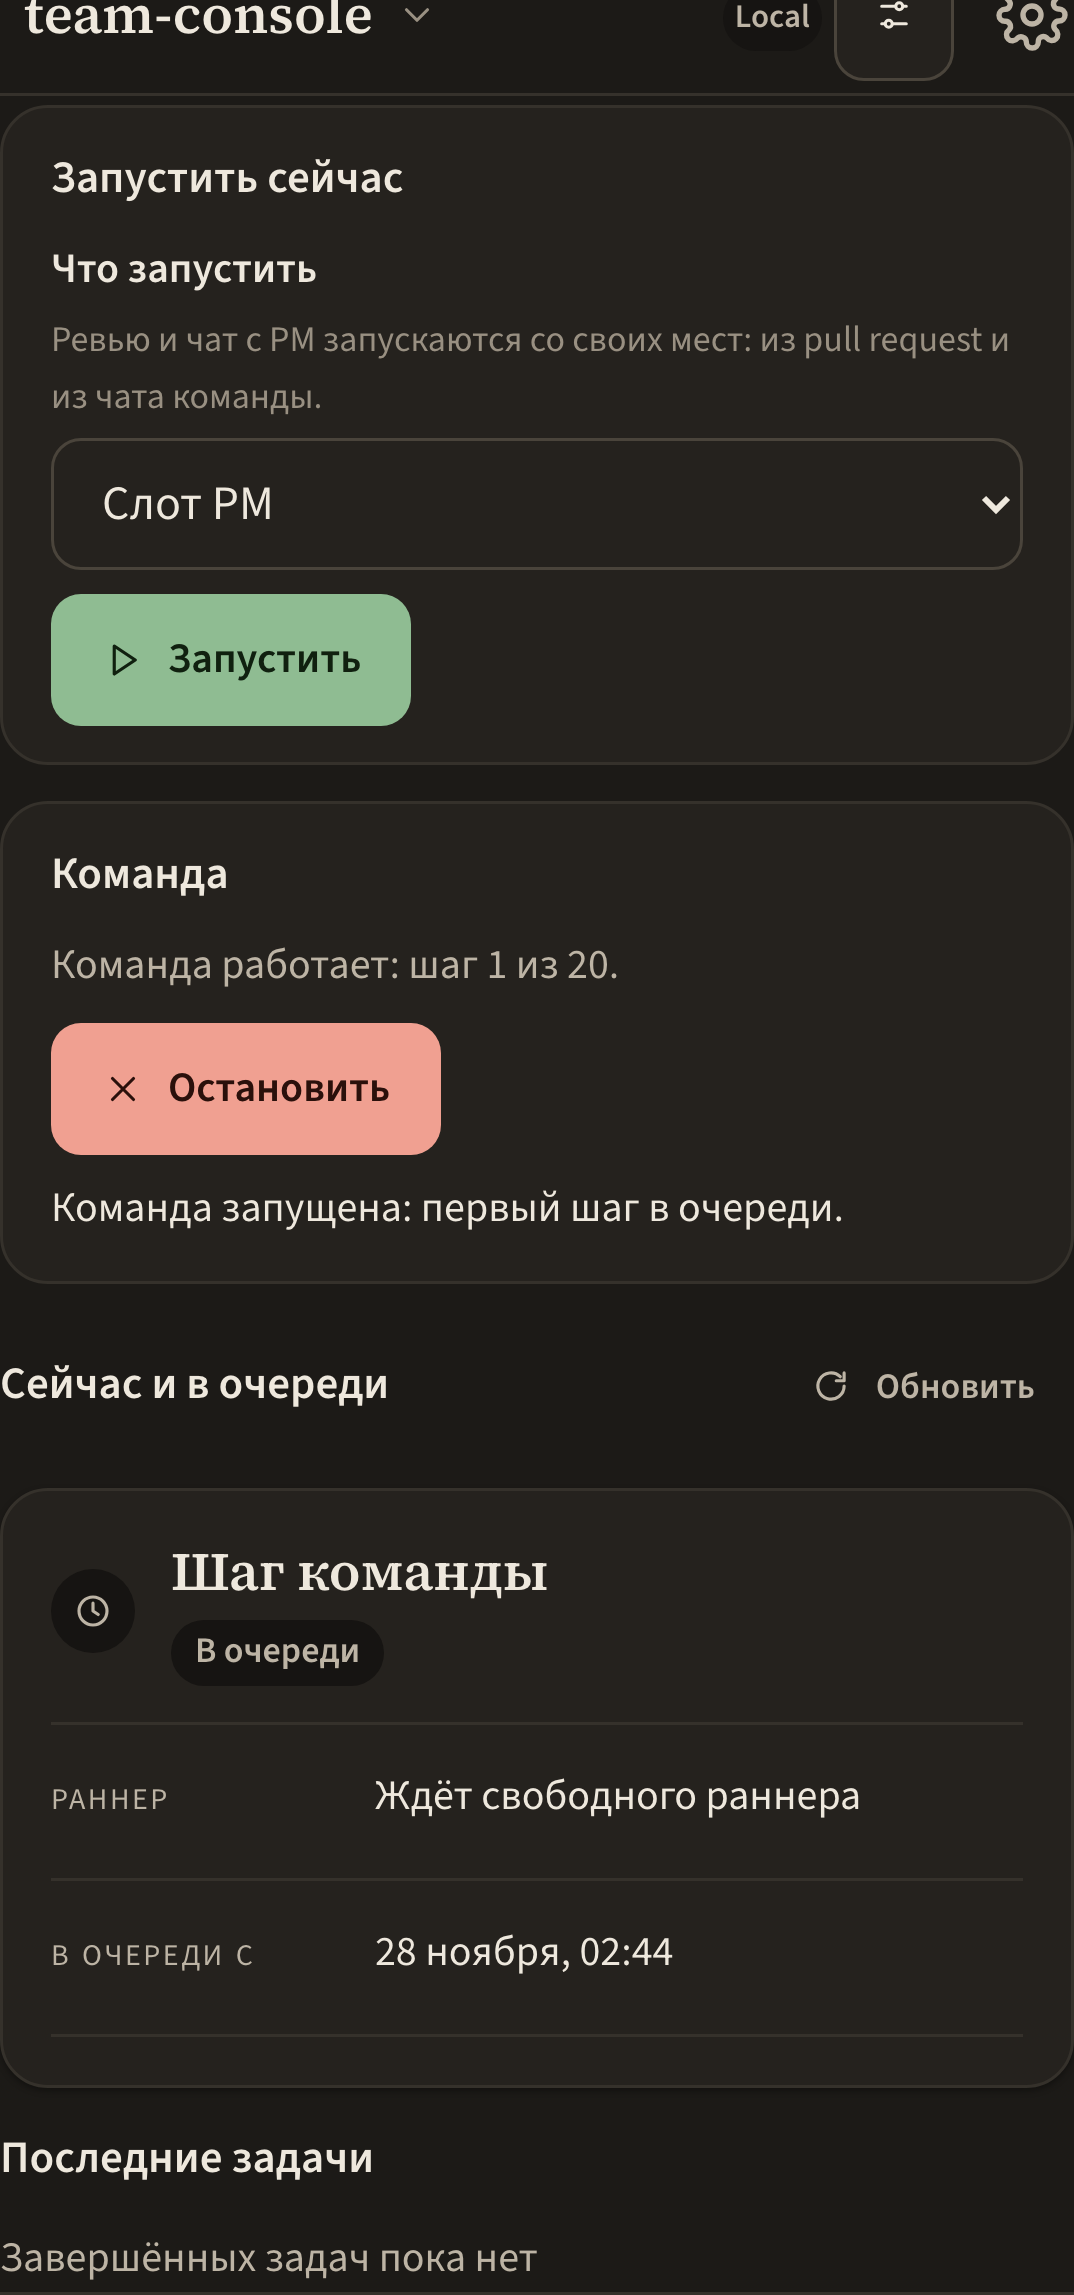 team-console
Local
Запустить сейчас
Что запустить
Ревью и чат с PM запускаются со своих мест: из pull request и
из чата команды.
Слот PM
Запустить
Команда
Команда работает: шаг 1 из 20.
Остановить
Команда запущена: первый шаг в очереди.
Сейчас и в очереди
Обновить
Шаг команды
В очереди
РАННЕР
Ждёт свободного раннера
В ОЧЕРЕДИ С
28 ноября, 02:44
Последние задачи
Завершённых задач пока нет